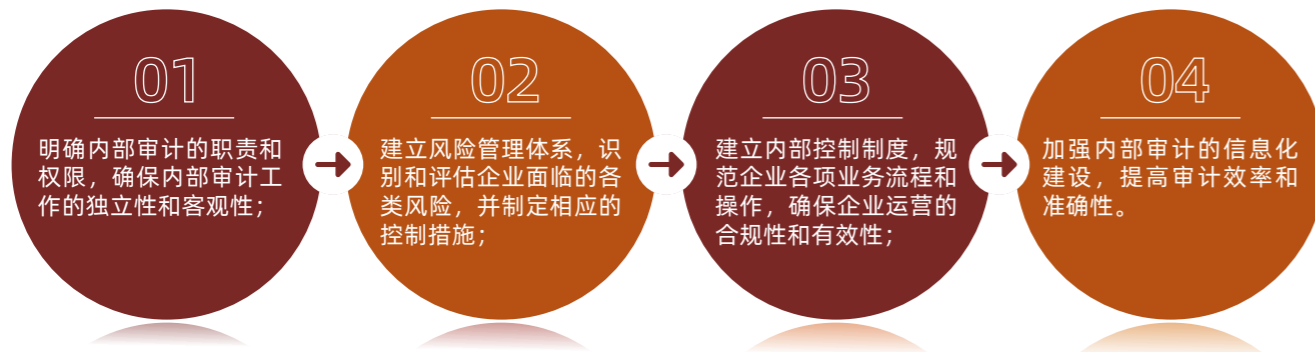 01
明确内部审计的职责和
权限，确保内部审计工
作的独立性和客观性；
02
建立风险管理体系，识
别和评估企业面临的各
类风险，并制定相应的
控制措施；
03
建立内部控制制度，规
范企业各项业务流程和
操作，确保企业运营的
合规性和有效性；
04
加强内部审计的信息化
建设，提高审计效率和
准确性。